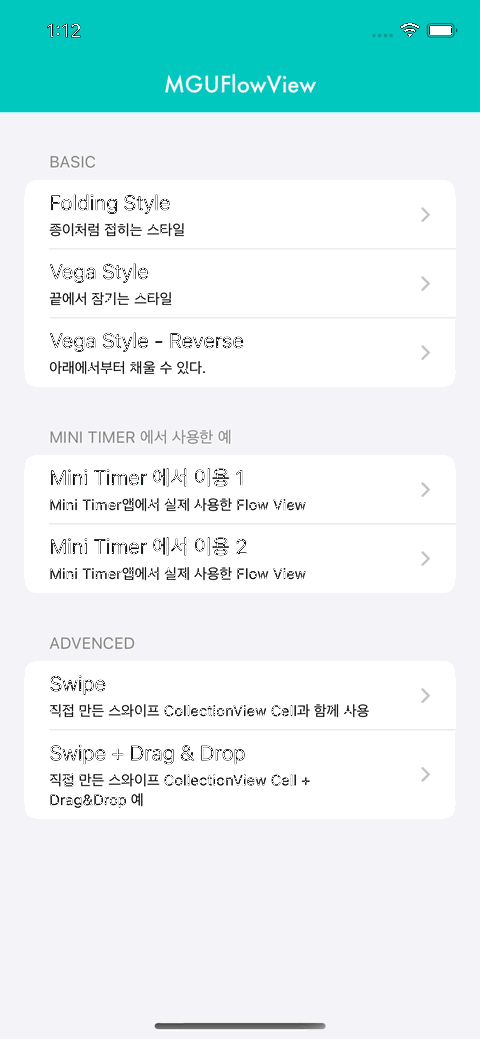 1:12
MGUFlowView
BASIC
Folding Style
종이처럼 접히는 스타일
Vega Style
끝에서 잠기는 스타일
Vega Style - Reverse
아래에서부터 채울 수 있다.
MINI TIMER 에서 사용한 예
Mini Timer 에서 이용 1
Mini Timer앱에서 실제 사용한 Flow View
Mini Timer 에서 이용 2
Mini Timer앱에서 실제 사용한 Flow View
ADVENCED
Swipe
직접 만든 스와이프 CollectionView Cell과 함께 사용
Swipe + Drag & Drop
직접 만든 스와이프 CollectionView Cell +
Drag&Drop 예